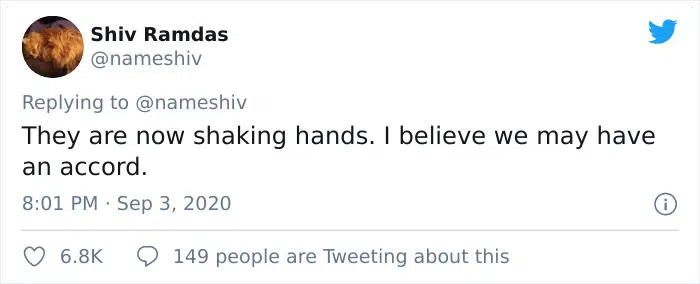 Shiv Ramdas
@nameshiv
Replying to @nameshiv
They are now shaking hands. I believe we may have
an accord.
8:01 PM · Sep 3, 2020
6.8K 149 people are Tweeting about this